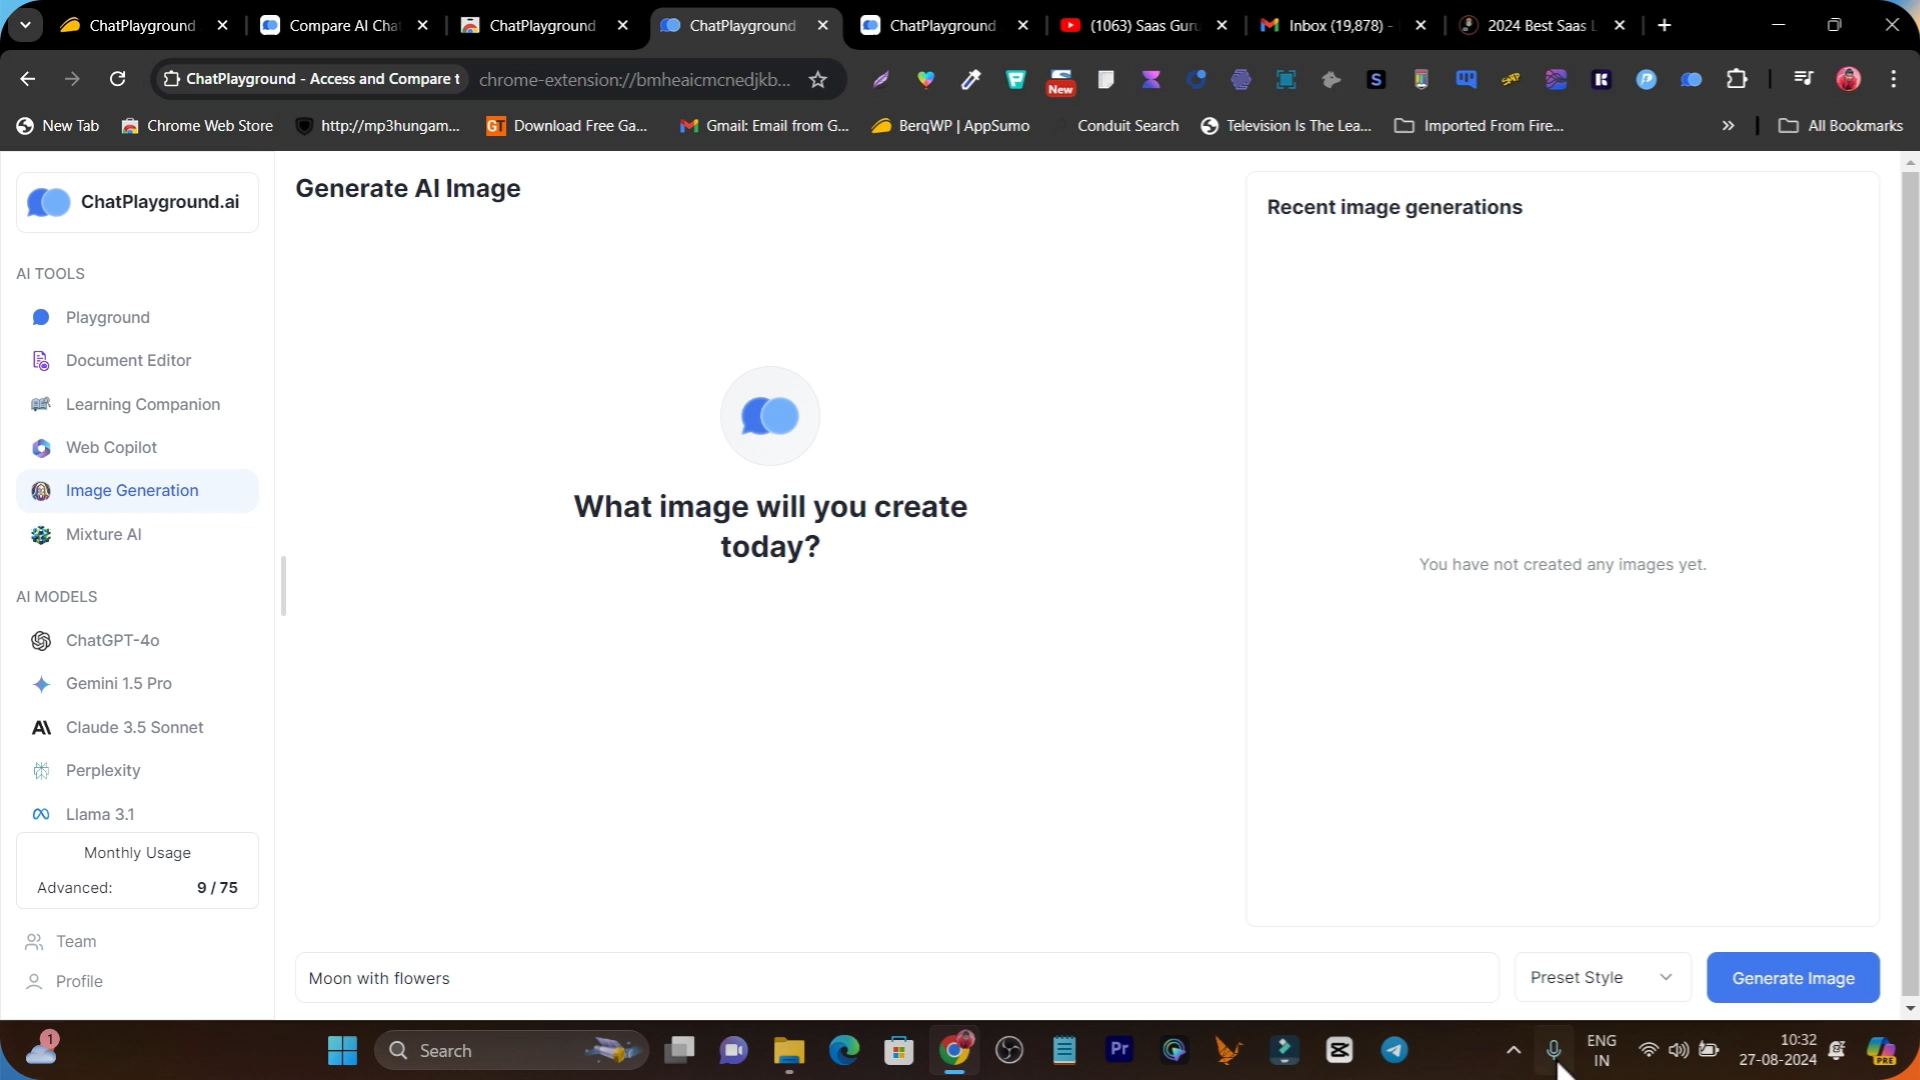 ChatPlayground
Compare AI Cha
ChatPlayground
ChatPlayground
ChatPlayground
(1063) Saas Guru
Inbox (19,878) -
2024 Best Saas L
ChatPlayground - Access and Compare t
chrome-extension://bmheaicmcnedjkb...
New
New Tab
Chrome Web Store
http://mp3hungam...
GT
Download Free Ga...
Gmail: Email from G...
BerqWP | AppSumo
Conduit Search
Television Is The Lea...
Imported From Fire...
»
All Bookmarks
ChatPlayground.ai
AI TOOLS
Playground
Document Editor
Learning Companion
Web Copilot
Image Generation
Mixture AI
AI MODELS
ChatGPT-4o
Gemini 1.5 Pro
Claude 3.5 Sonnet
Perplexity
Llama 3.1
Monthly Usage
Advanced: 9 / 75
Team
Profile
Generate AI Image
What image will you create
today?
Recent image generations
You have not created any images yet.
Moon with flowers
Preset Style
Generate Image
1
Search
Pr
ENG
IN
10:32
27-08-2024
PRE